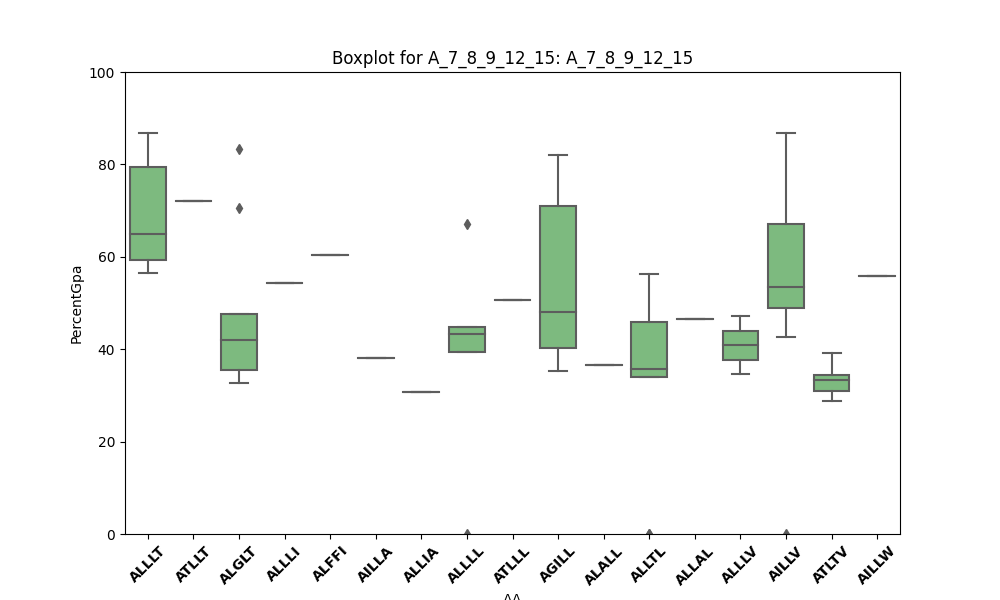 Boxplot for A_7_8_9_12_15: A_7_8_9_12_15
100
80
60
40
20
0
PercentGpa
ALLLT ATLLT ALGLT ALLLI ALFFI AILLA ALLIA ALLLL ATLLL AGILL ALALL ALLTL ALLAL ALLLV AILLV ATLTV AILLW
AA